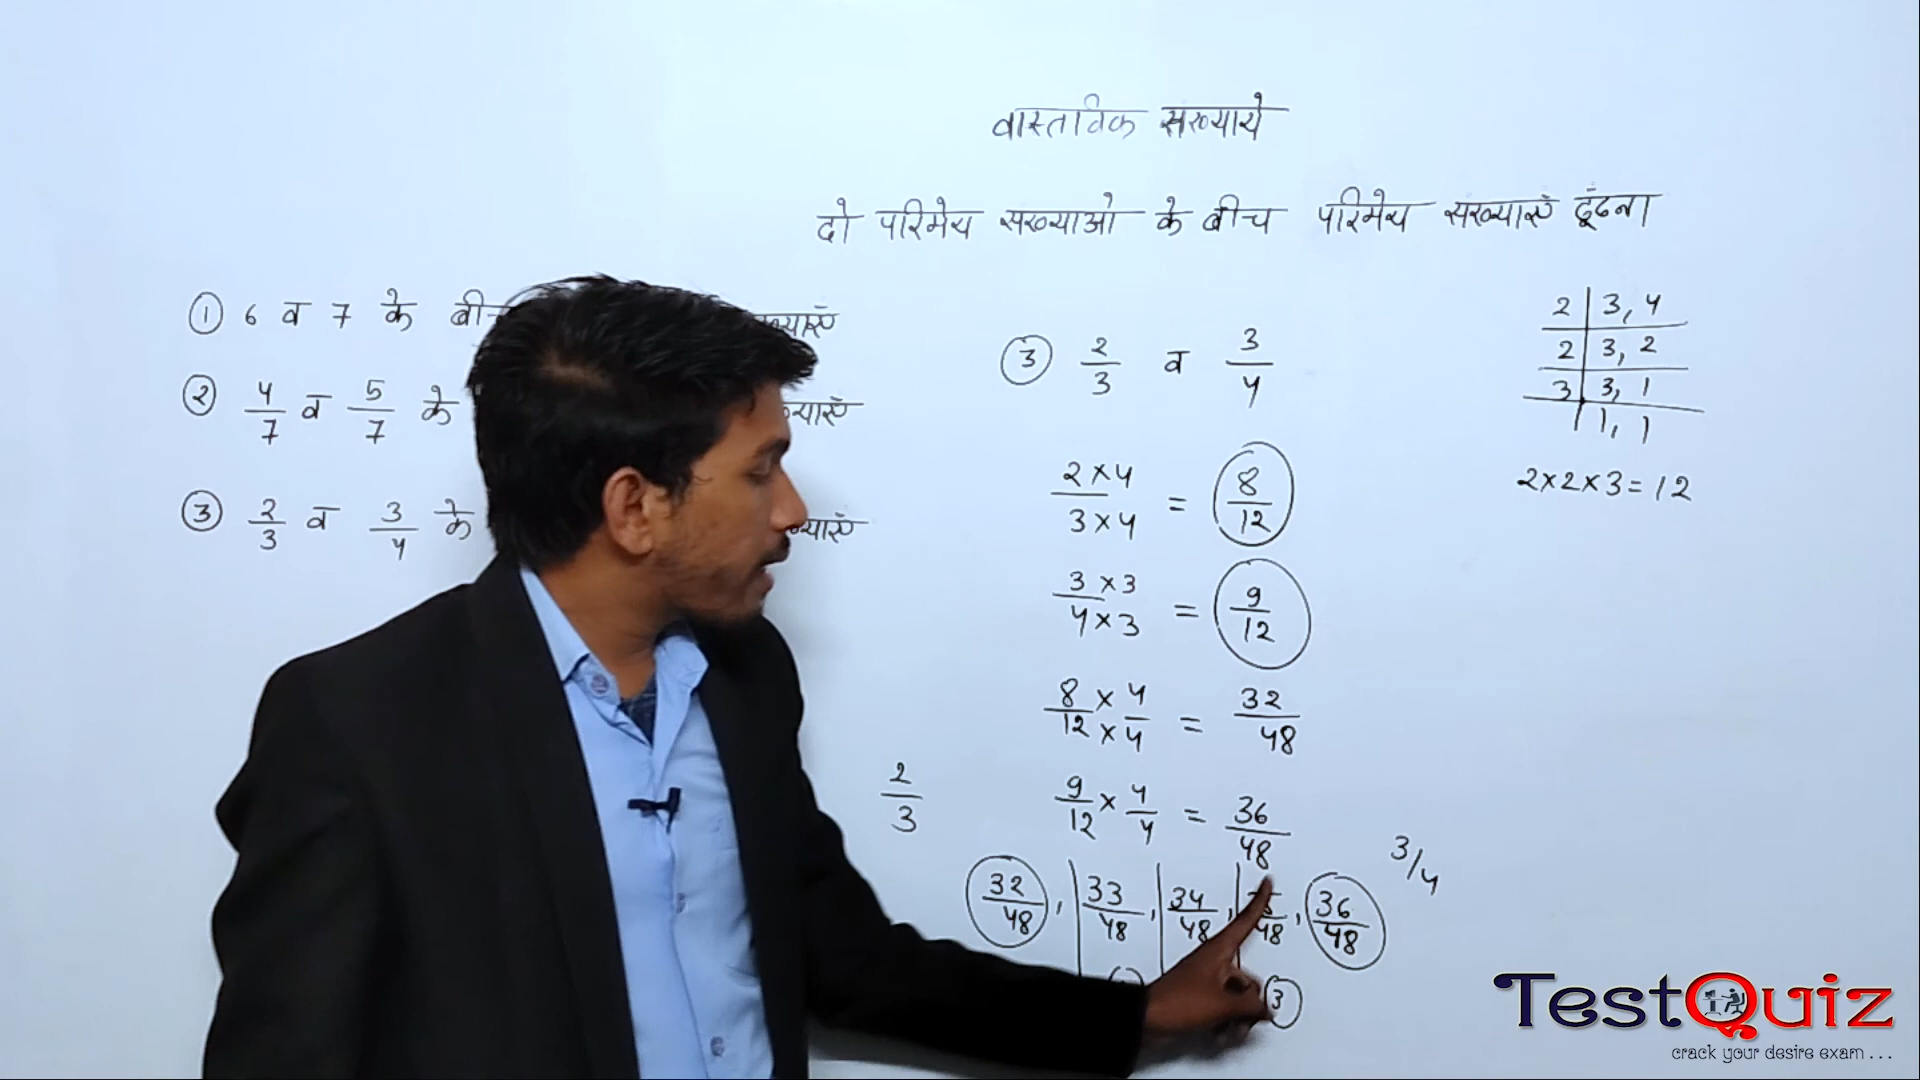 वास्तविक संख्याये
दो परिमेय संख्याओ के बीच परिमेय संख्याएँ ढूंढना
① 6 व 7 के
② 4/7 व 5/7 के
③ 2/3 व 3/4 के
③ 2/3 व 3/4
2×4/3×4 = 8/12
3×3/4×3 = 9/12
8/12 × 4/×4 = 32/48
9/12 × 4/4 = 36/48
2/3
3/4
32/48, 33/48, 34/48, 36/48
③
2 | 3, 4
2 | 3, 2
3 | 3, 1
| 1, 1
2×2×3=12
TestQuiz
crack your desire exam ...